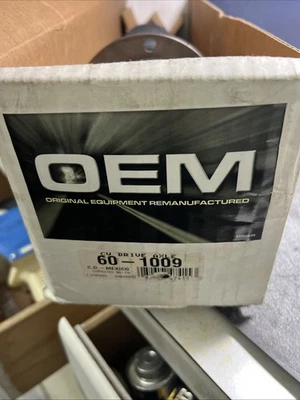 OEM
ORIGINAL EQUIPMENT REMANUFACTURED
CV DRIVE AXLE
60-1009
C.O - MEXICO